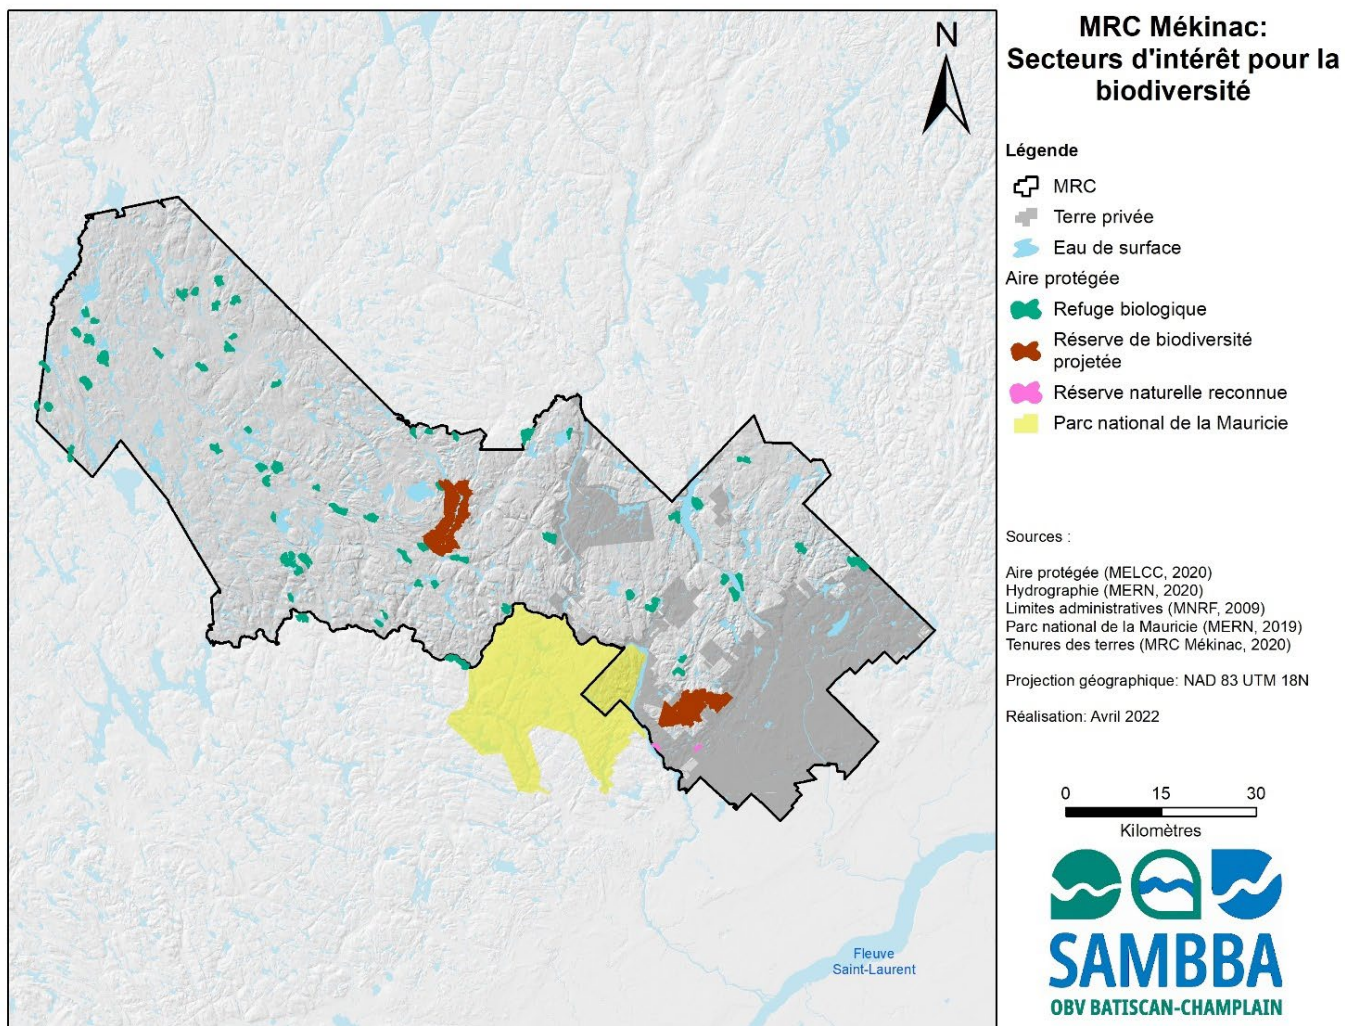 MRC Mékinac:
Secteurs d'intérêt pour la
biodiversité
N
Légende
MRC
Terre privée
Eau de surface
Aire protégée
Refuge biologique
Réserve de biodiversité
projetée
Réserve naturelle reconnue
Parc national de la Mauricie
Sources :
Aire protégée (MELCC, 2020)
Hydrographie (MERN, 2020)
Limites administratives (MNRF, 2009)
Parc national de la Mauricie (MERN, 2019)
Tenures des terres (MRC Mékinac, 2020)
Projection géographique: NAD 83 UTM 18N
Réalisation: Avril 2022
0 15 30
Kilomètres
SAMBBA
OBV BATISCAN-CHAMPLAIN
Fleuve
Saint-Laurent